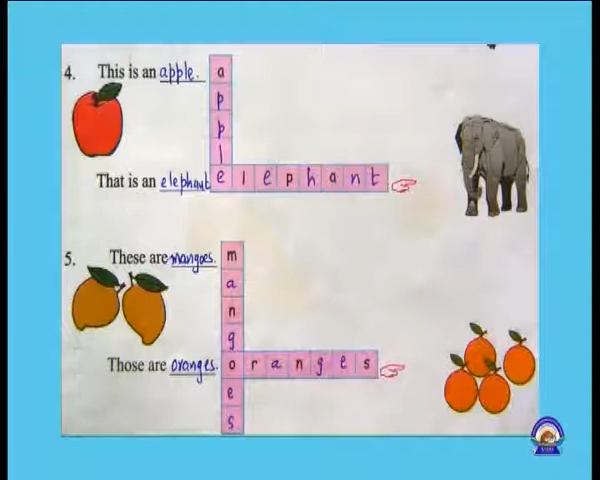 4. This is an apple.
a
p
p
l
That is an elephant
e l e p h a n t
5. These are mangoes.
m
a
n
g
Those are oranges.
o r a n g e s
e
s